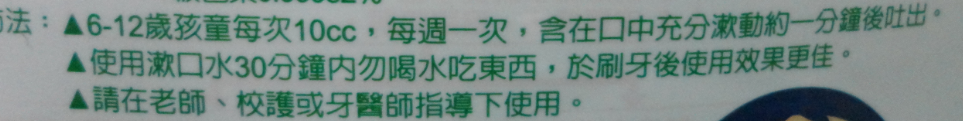 法：▲6-12歲孩童每次10cc，每週一次，含在口中充分漱動約一分鐘後吐出。
▲使用漱口水30分鐘内勿喝水吃東西，於刷牙後使用效果更佳。
▲請在老師、校護或牙醫師指導下使用。